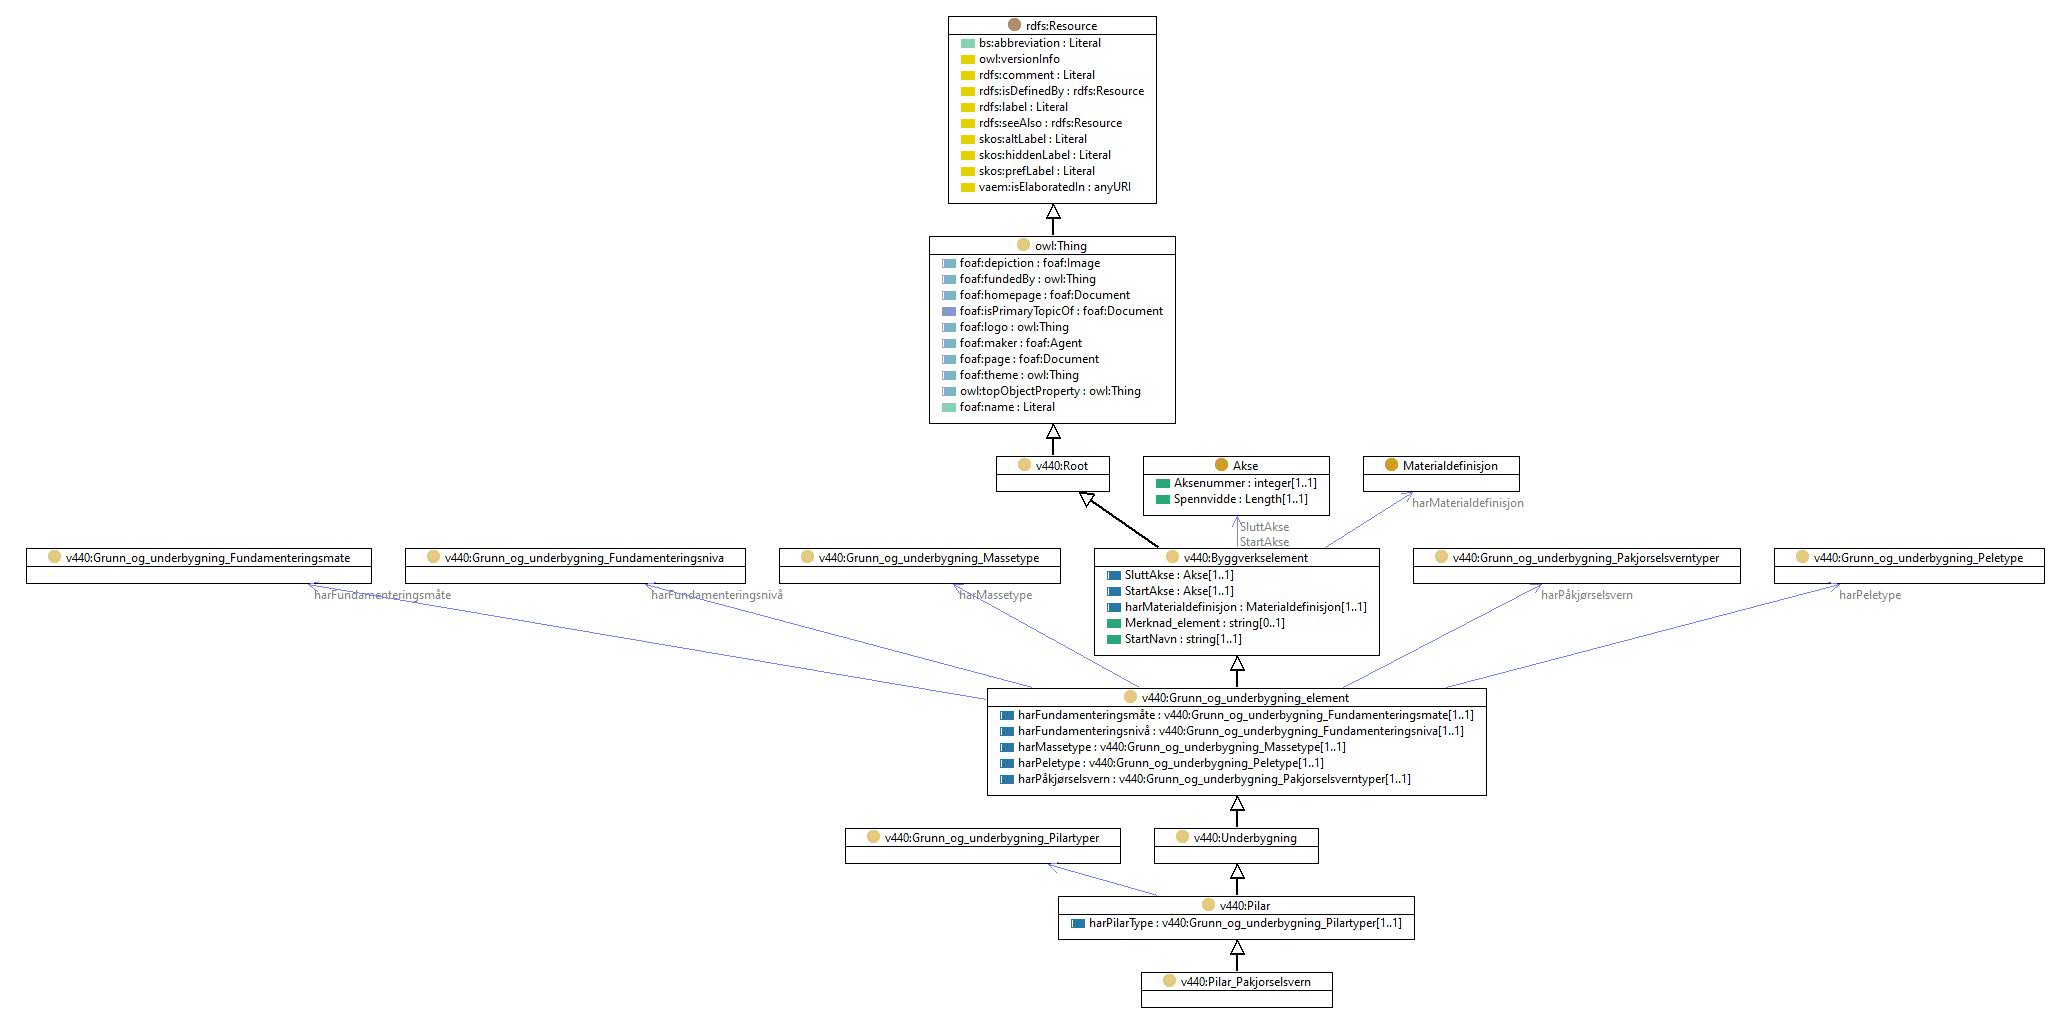 rdfs:Resource
bs:abbreviation : Literal
owl:versionInfo
rdfs:comment : Literal
rdfs:isDefinedBy : rdfs:Resource
rdfs:label : Literal
rdfs:seeAlso : rdfs:Resource
skos:altLabel : Literal
skos:hiddenLabel : Literal
skos:prefLabel : Literal
vaem:isElaboratedIn : anyURI
owl:Thing
foaf:depiction : foaf:Image
foaf:fundedBy : owl:Thing
foaf:homepage : foaf:Document
foaf:isPrimaryTopicOf : foaf:Document
foaf:logo : owl:Thing
foaf:maker : foaf:Agent
foaf:page : foaf:Document
foaf:theme : owl:Thing
owl:topObjectProperty : owl:Thing
foaf:name : Literal
v440:Root
Akse
Aksenummer : integer[1..1]
Spennvidde : Length[1..1]
Materialdefinisjon
harMaterialdefinisjon
SluttAkse
StartAkse
v440:Grunn_og_underbygning_Fundamenteringsmate
v440:Grunn_og_underbygning_Fundamenteringsniva
v440:Grunn_og_underbygning_Massetype
v440:Byggverkselement
SluttAkse : Akse[1..1]
StartAkse : Akse[1..1]
harMaterialdefinisjon : Materialdefinisjon[1..1]
Merknad_element : string[0..1]
StartNavn : string[1..1]
v440:Grunn_og_underbygning_Pakjorselsverntyper
v440:Grunn_og_underbygning_Peletype
harFundamenteringsmåte
harFundamenteringsnivå
harMassetype
harPåkjørselsvern
harPeletype
v440:Grunn_og_underbygning_element
harFundamenteringsmåte : v440:Grunn_og_underbygning_Fundamenteringsmate[1..1]
harFundamenteringsnivå : v440:Grunn_og_underbygning_Fundamenteringsniva[1..1]
harMassetype : v440:Grunn_og_underbygning_Massetype[1..1]
harPeletype : v440:Grunn_og_underbygning_Peletype[1..1]
harPåkjørselsvern : v440:Grunn_og_underbygning_Pakjorselsverntyper[1..1]
v440:Grunn_og_underbygning_Pilartyper
v440:Underbygning
v440:Pilar
harPilarType : v440:Grunn_og_underbygning_Pilartyper[1..1]
v440:Pilar_Pakjorselsvern